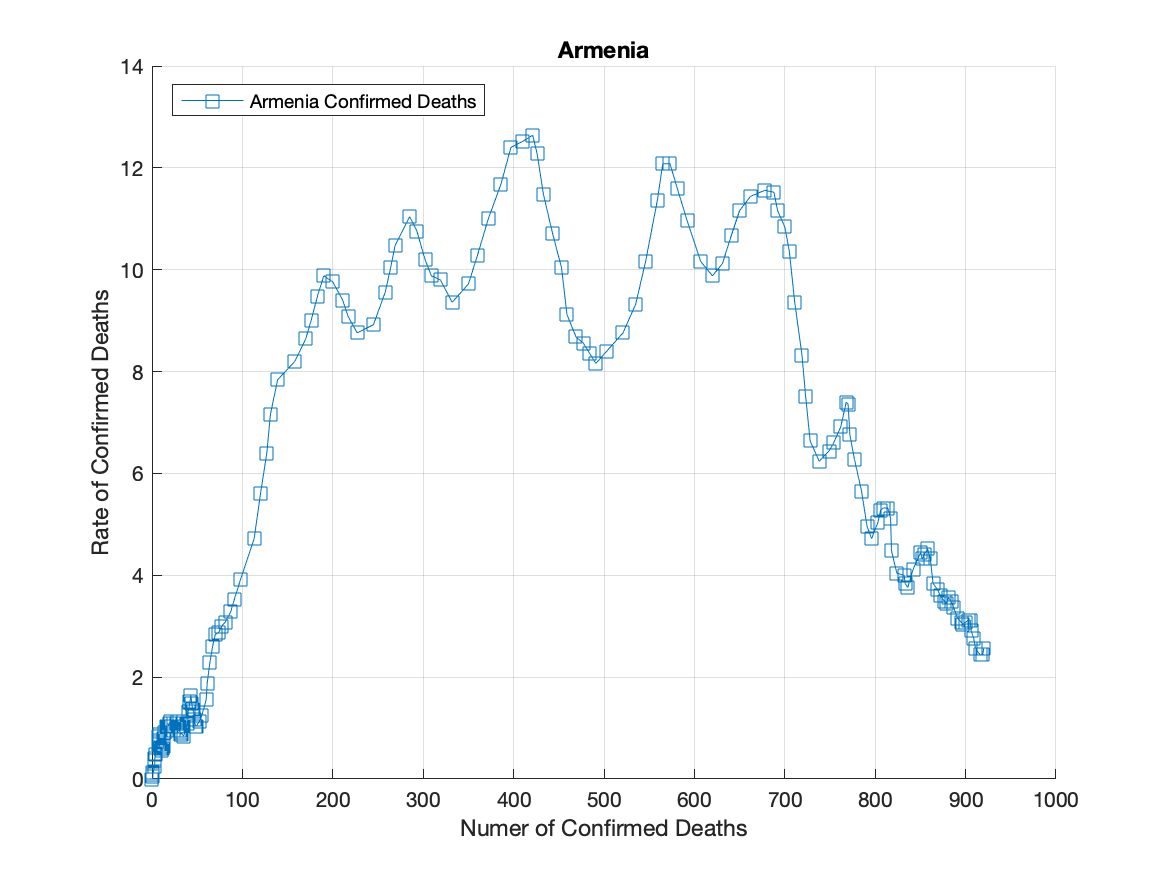 Armenia
14
Armenia Confirmed Deaths
12
10
8
6
4
2
0
Rate of Confirmed Deaths
0 100 200 300 400 500 600 700 800 900 1000
Numer of Confirmed Deaths